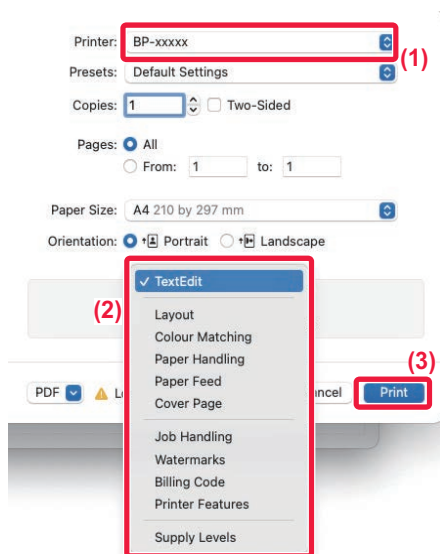 Printer: BP-xxxxx
(1)
Presets: Default Settings
Copies: 1 Two-Sided
Pages: All
From: 1 to: 1
Paper Size: A4 210 by 297 mm
Orientation: Portrait Landscape
✓ TextEdit
(2)
Layout
Colour Matching
Paper Handling
Paper Feed
Cover Page
(3)
PDF Print
Job Handling
Watermarks
Billing Code
Printer Features
Supply Levels